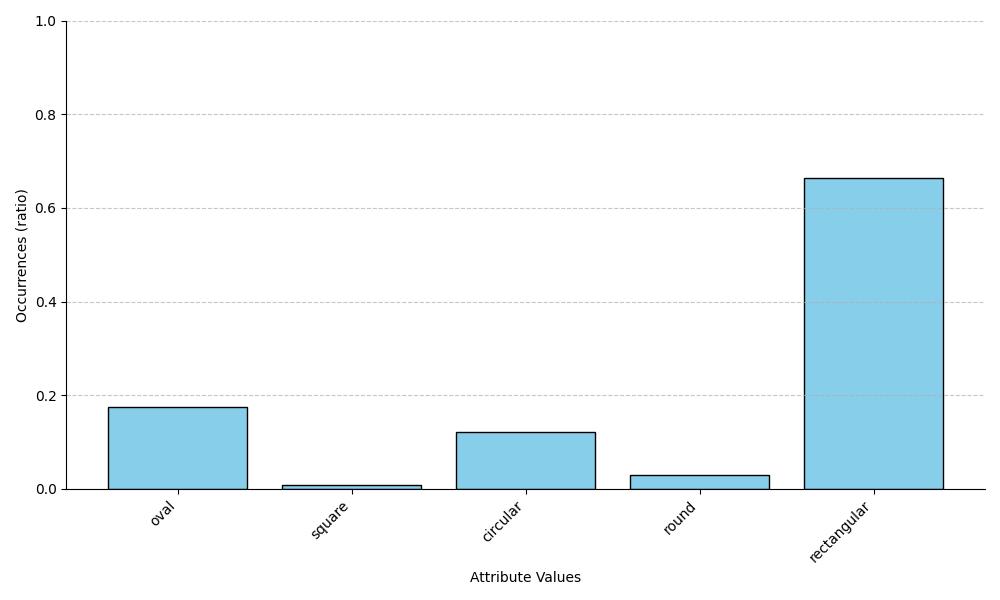 1.0
0.8
0.6
0.4
0.2
0.0
Occurrences (ratio)
oval
square
circular
round
rectangular
Attribute Values